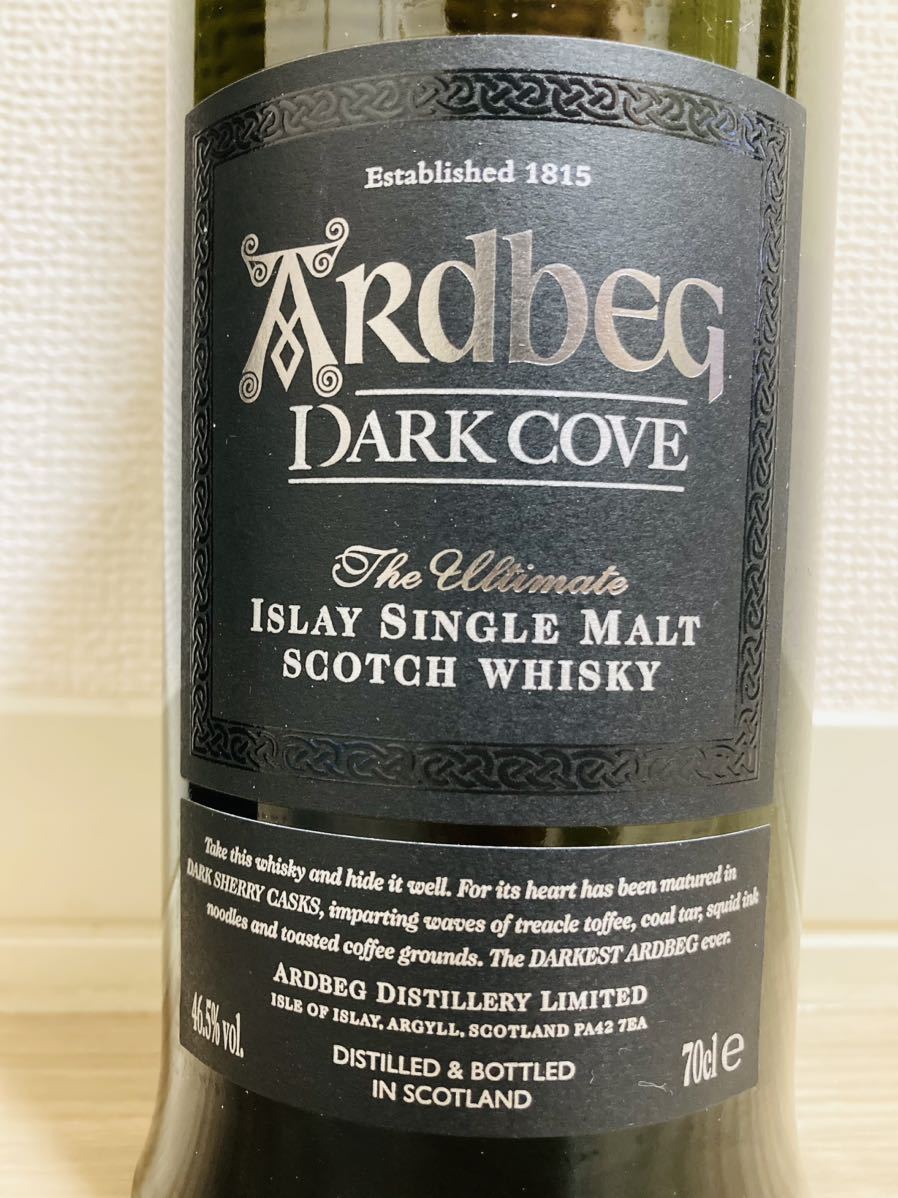 Established 1815
Ardbeg
DARK COVE
The Ultimate
ISLAY SINGLE MALT
SCOTCH WHISKY
Take this whisky and hide it well. For its heart has been matured in
DARK SHERRY CASKS, imparting waves of treacle toffee, coal tar, squid ink
noodles and toasted coffee grounds. The DARKEST ARDBEG ever.
ARDBEG DISTILLERY LIMITED
ISLE OF ISLAY, ARGYLL, SCOTLAND PA42 7EA
46.5% vol.
DISTILLED & BOTTLED
IN SCOTLAND
70cl e